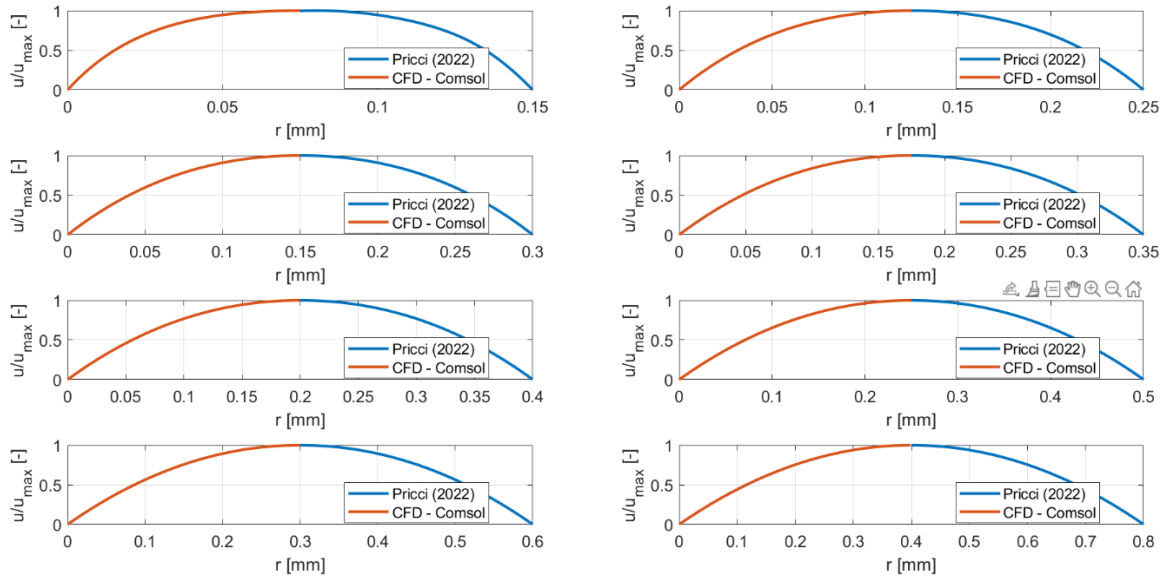 u/u_max [-]
1
0.5
0
Pricci (2022)
CFD - Comsol
0 0.05 0.1 0.15
r [mm]
u/u_max [-]
1
0.5
0
Pricci (2022)
CFD - Comsol
0 0.05 0.1 0.15 0.2 0.25
r [mm]
u/u_max [-]
1
0.5
0
Pricci (2022)
CFD - Comsol
0 0.05 0.1 0.15 0.2 0.25 0.3
r [mm]
u/u_max [-]
1
0.5
0
Pricci (2022)
CFD - Comsol
0 0.05 0.1 0.15 0.2 0.25 0.3 0.35
r [mm]
u/u_max [-]
1
0.5
0
Pricci (2022)
CFD - Comsol
0 0.05 0.1 0.15 0.2 0.25 0.3 0.35 0.4
r [mm]
u/u_max [-]
1
0.5
0
Pricci (2022)
CFD - Comsol
0 0.1 0.2 0.3 0.4 0.5
r [mm]
u/u_max [-]
1
0.5
0
Pricci (2022)
CFD - Comsol
0 0.1 0.2 0.3 0.4 0.5 0.6
r [mm]
u/u_max [-]
1
0.5
0
Pricci (2022)
CFD - Comsol
0 0.1 0.2 0.3 0.4 0.5 0.6 0.7 0.8
r [mm]